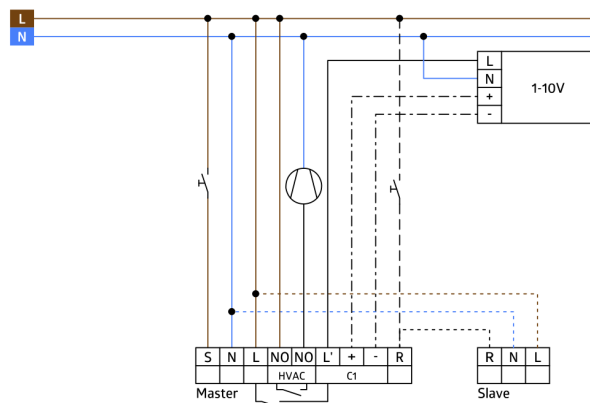 L
N
L
N
+
-
1-10V
S N L NO NO L' + - R
HVAC C1
Master
R N L
Slave